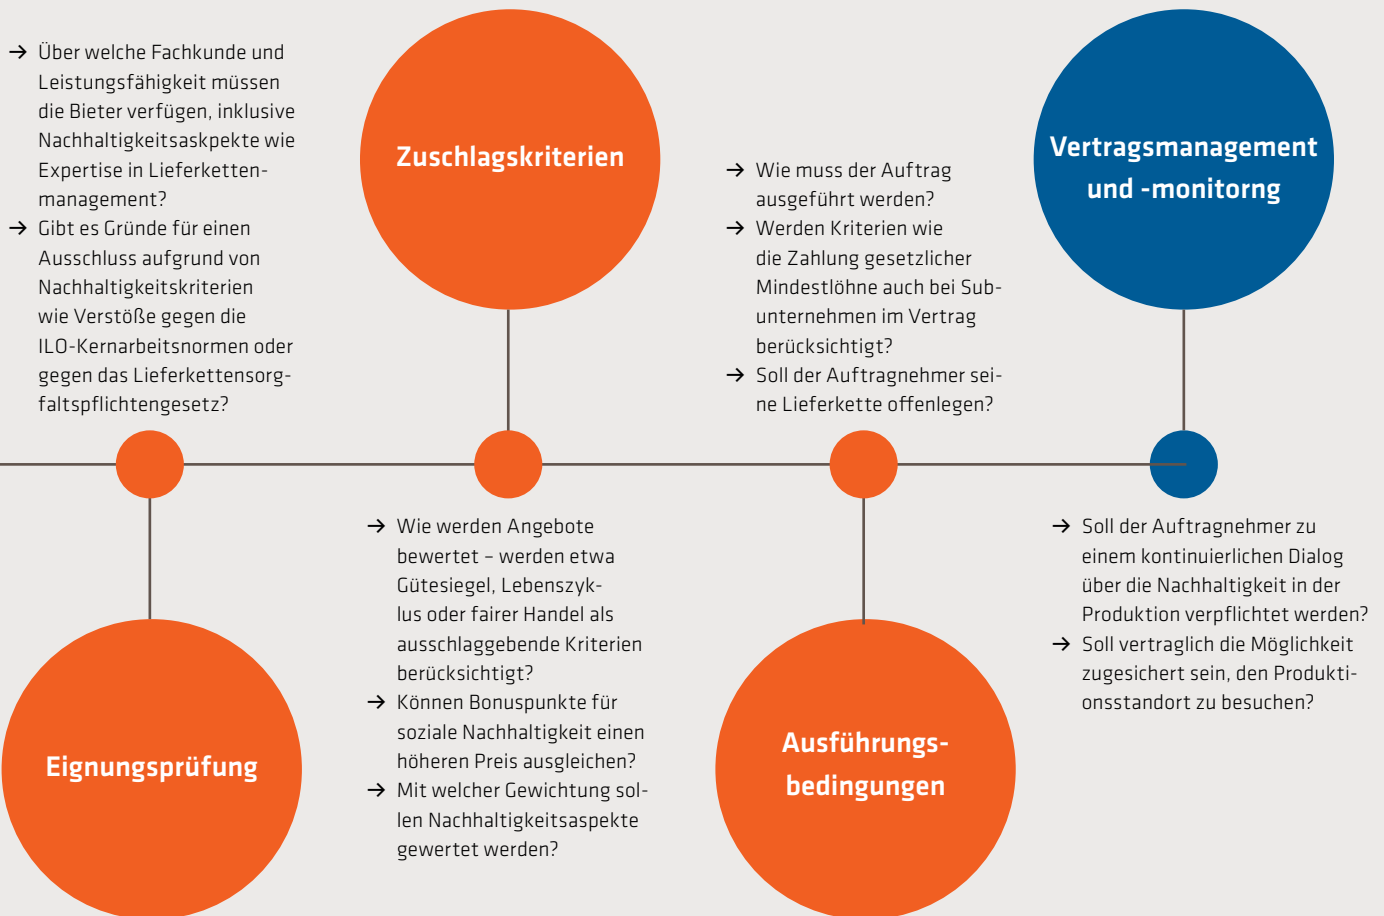 → Über welche Fachkunde und
Leistungsfähigkeit müssen
die Bieter verfügen, inklusive
Nachhaltigkeitsaskpekte wie
Expertise in Lieferketten-
management?
→ Gibt es Gründe für einen
Ausschluss aufgrund von
Nachhaltigkeitskriterien
wie Verstöße gegen die
ILO-Kernarbeitsnormen oder
gegen das Lieferkettensorg-
faltspflichtengesetz?
Eignungsprüfung
Zuschlagskriterien
→ Wie werden Angebote
bewertet – werden etwa
Gütesiegel, Lebenszyk-
lus oder fairer Handel als
ausschlaggebende Kriterien
berücksichtigt?
→ Können Bonuspunkte für
soziale Nachhaltigkeit einen
höheren Preis ausgleichen?
→ Mit welcher Gewichtung sol-
len Nachhaltigkeitsaspekte
gewertet werden?
→ Wie muss der Auftrag
ausgeführt werden?
→ Werden Kriterien wie
die Zahlung gesetzlicher
Mindestlöhne auch bei Sub-
unternehmen im Vertrag
berücksichtigt?
→ Soll der Auftragnehmer sei-
ne Lieferkette offenlegen?
Ausführungs-
bedingungen
Vertragsmanagement
und -monitorng
→ Soll der Auftragnehmer zu
einem kontinuierlichen Dialog
über die Nachhaltigkeit in der
Produktion verpflichtet werden?
→ Soll vertraglich die Möglichkeit
zugesichert sein, den Produkti-
onsstandort zu besuchen?